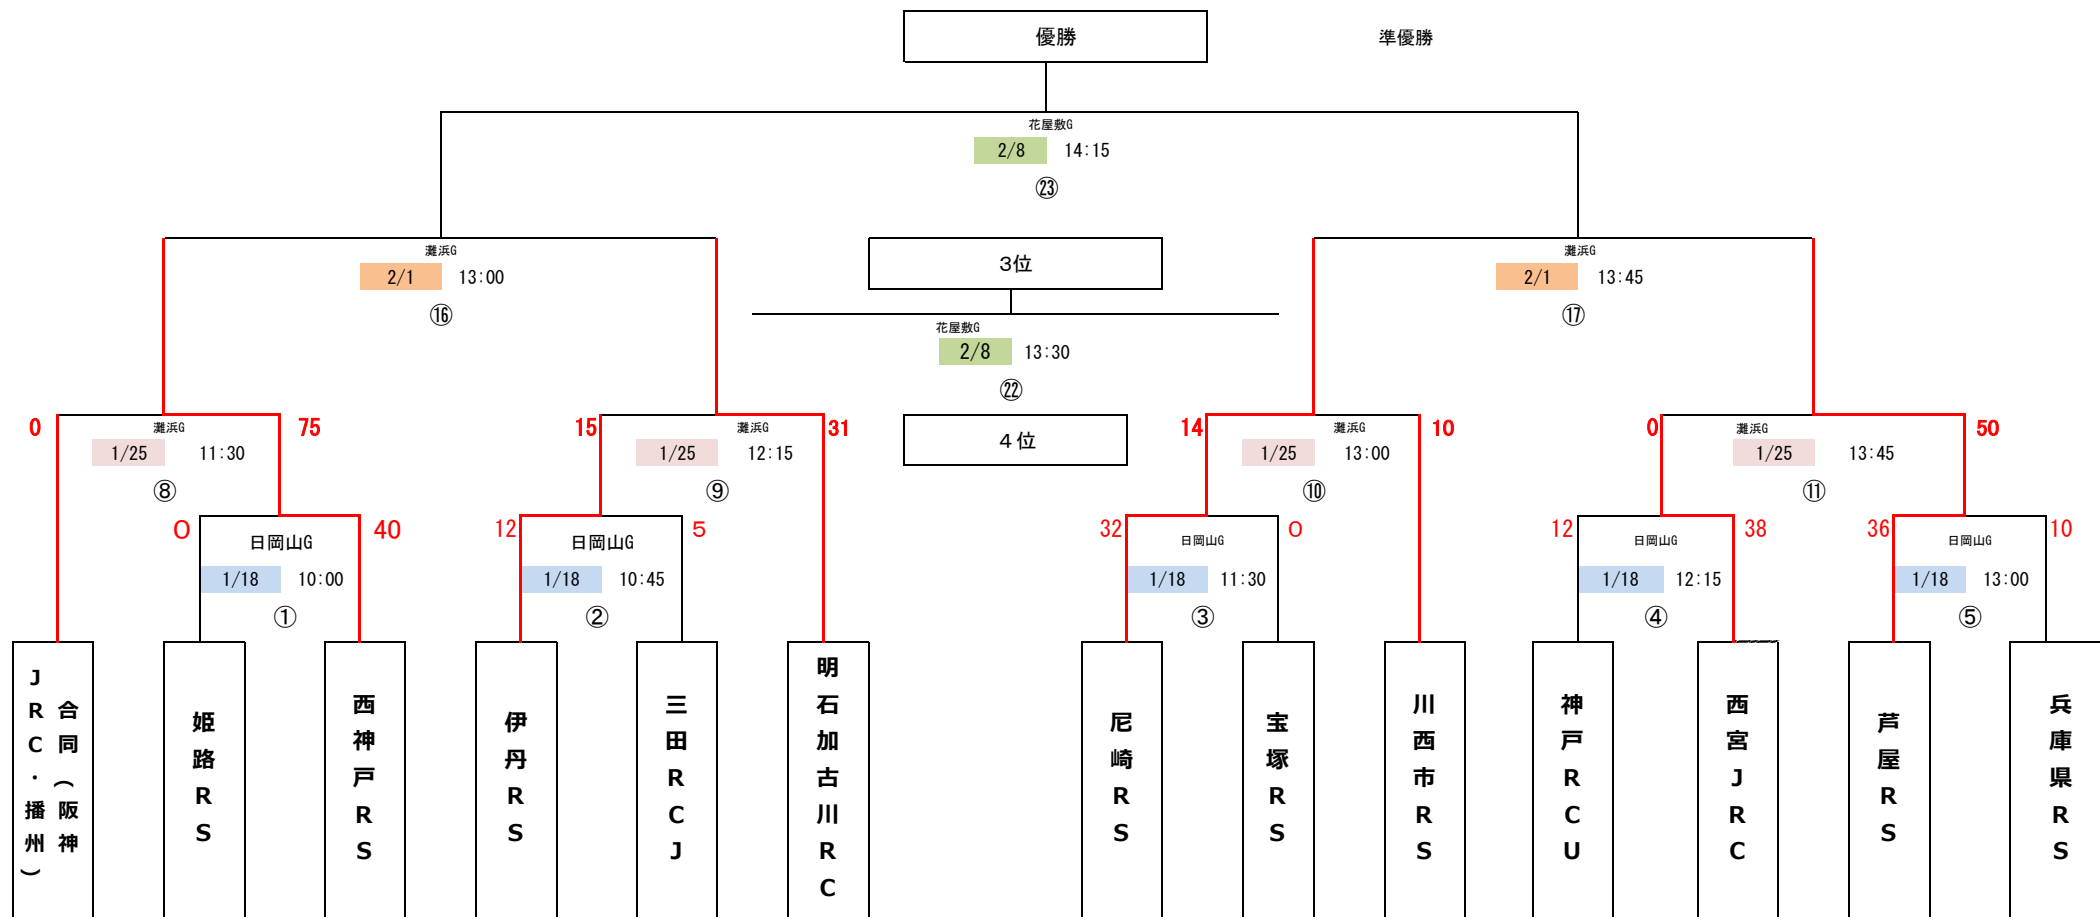 優勝
準優勝
花屋敷G
2/8 14:15
㉓
灘浜G
2/1 13:00
⑯
3位
灘浜G
2/1 13:45
⑰
花屋敷G
2/8 13:30
㉒
4位
0 灘浜G 75
1/25 11:30
⑧
15 灘浜G 31
1/25 12:15
⑨
14 灘浜G 10
1/25 13:00
⑩
0 灘浜G 50
1/25 13:45
⑪
0 日岡山G 40
1/18 10:00
①
12 日岡山G 5
1/18 10:45
②
32 日岡山G 0
1/18 11:30
③
12 日岡山G 38
1/18 12:15
④
36 日岡山G 10
1/18 13:00
⑤
合同(阪神
JRC・播州)
姫路RS
西神戸RS
伊丹RS
三田RCJ
明石加古川RC
尼崎RS
宝塚RS
川西市RS
神戸RCU
西宮JRC
芦屋RS
兵庫県RS